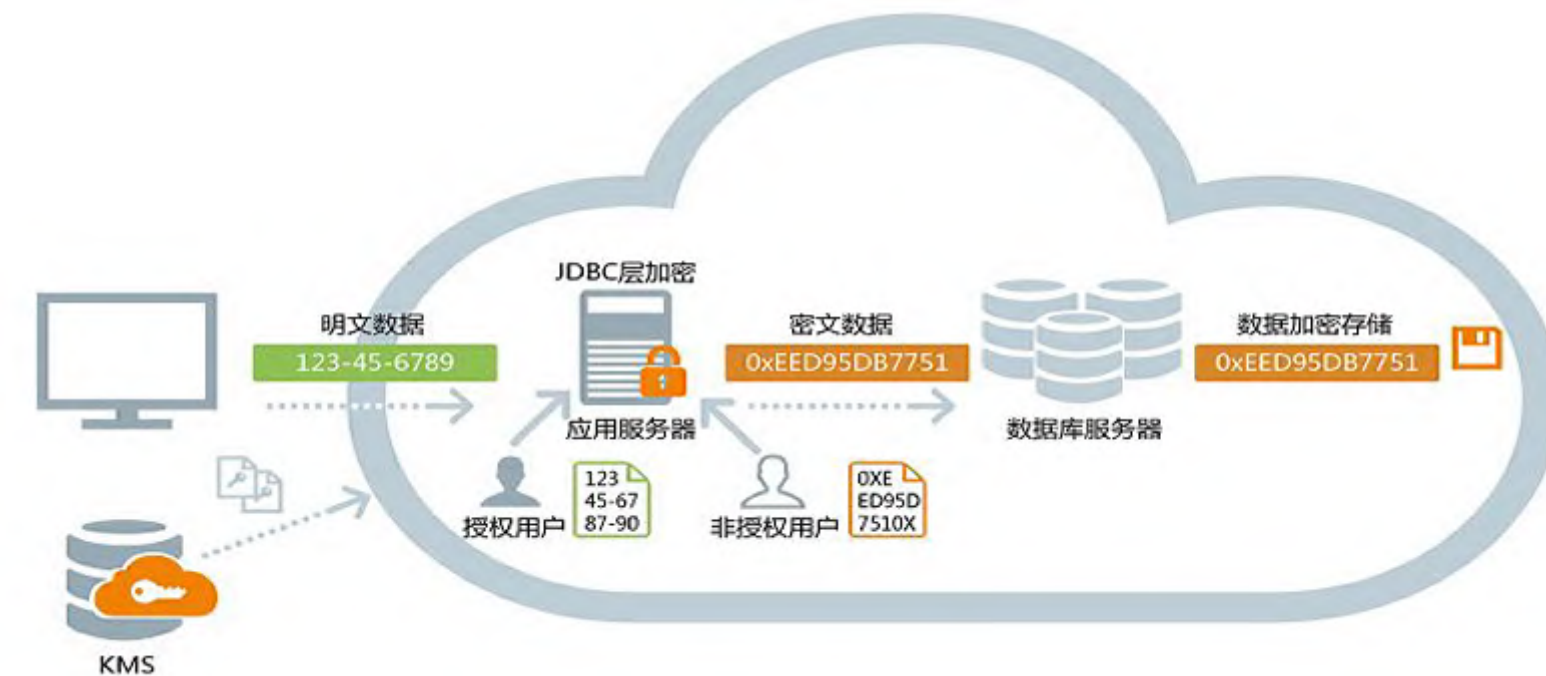 JDBC层加密
明文数据
123-45-6789
密文数据
0xEED95DB7751
数据加密存储
0xEED95DB7751
应用服务器
数据库服务器
授权用户
123
45-67
87-90
非授权用户
0XE
ED95D
7510X
KMS